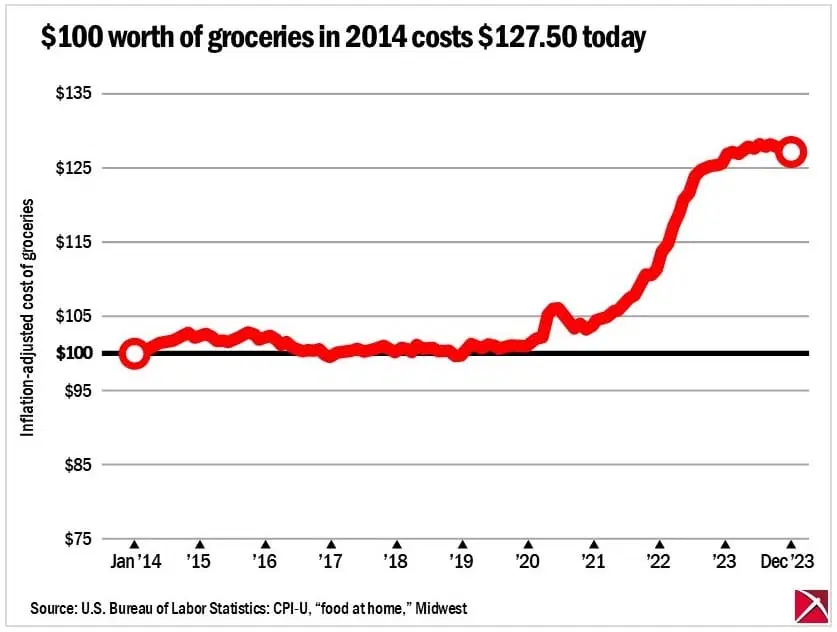 $100 worth of groceries in 2014 costs $127.50 today
$135
$125
$115
$105
$100
$95
$85
$75
Inflation-adjusted cost of groceries
Jan '14 '15 '16 '17 '18 '19 '20 '21 '22 '23 Dec '23
Source: U.S. Bureau of Labor Statistics: CPI-U, "food at home," Midwest